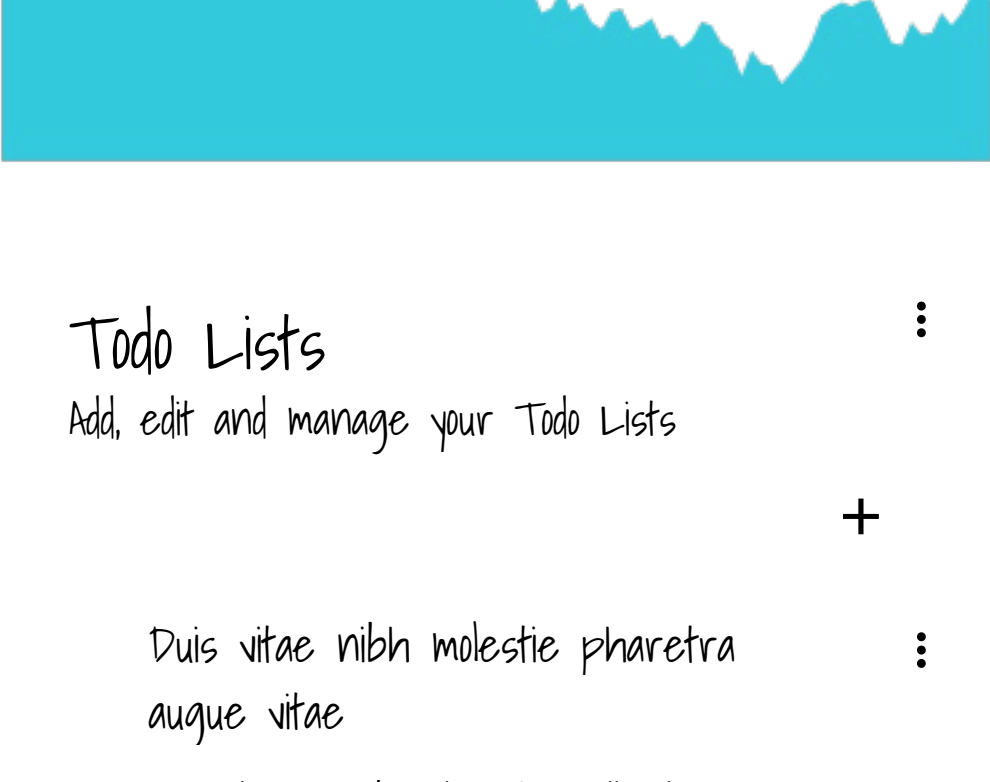 Todo Lists
Add, edit and manage your Todo Lists
Duis vitae nibh molestie pharetra
augue vitae